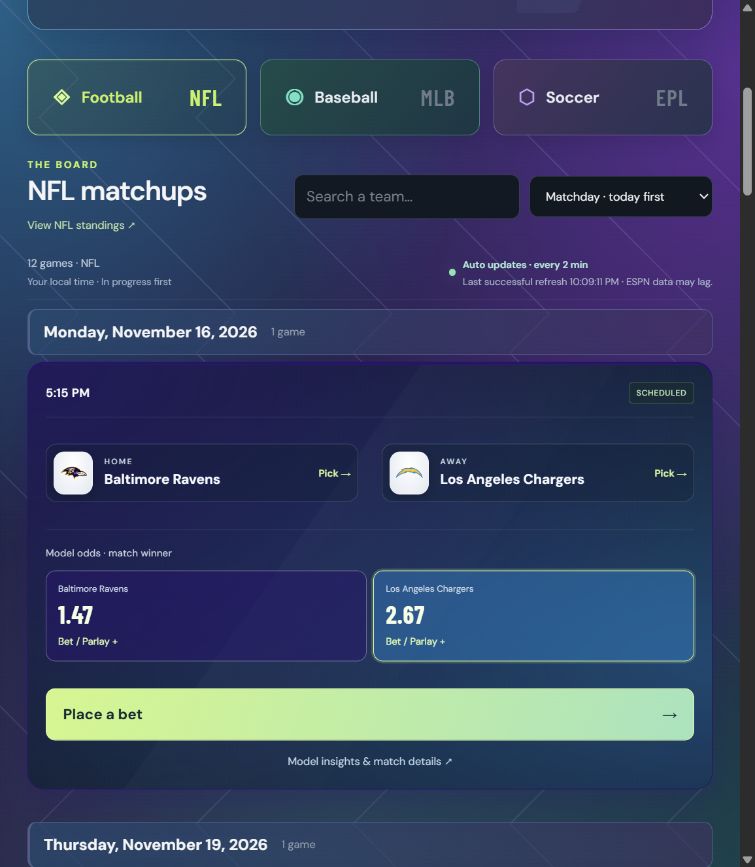 Football NFL
Baseball MLB
Soccer EPL
THE BOARD
NFL matchups
View NFL standings ↗
Search a team...
Matchday · today first
12 games · NFL
Your local time · In progress first
Auto updates · every 2 min
Last successful refresh 10:09:11 PM · ESPN data may lag.
Monday, November 16, 2026 1 game
5:15 PM
SCHEDULED
HOME
Baltimore Ravens
Pick →
AWAY
Los Angeles Chargers
Pick →
Model odds · match winner
Baltimore Ravens
1.47
Bet / Parlay +
Los Angeles Chargers
2.67
Bet / Parlay +
Place a bet →
Model insights & match details ↗
Thursday, November 19, 2026 1 game